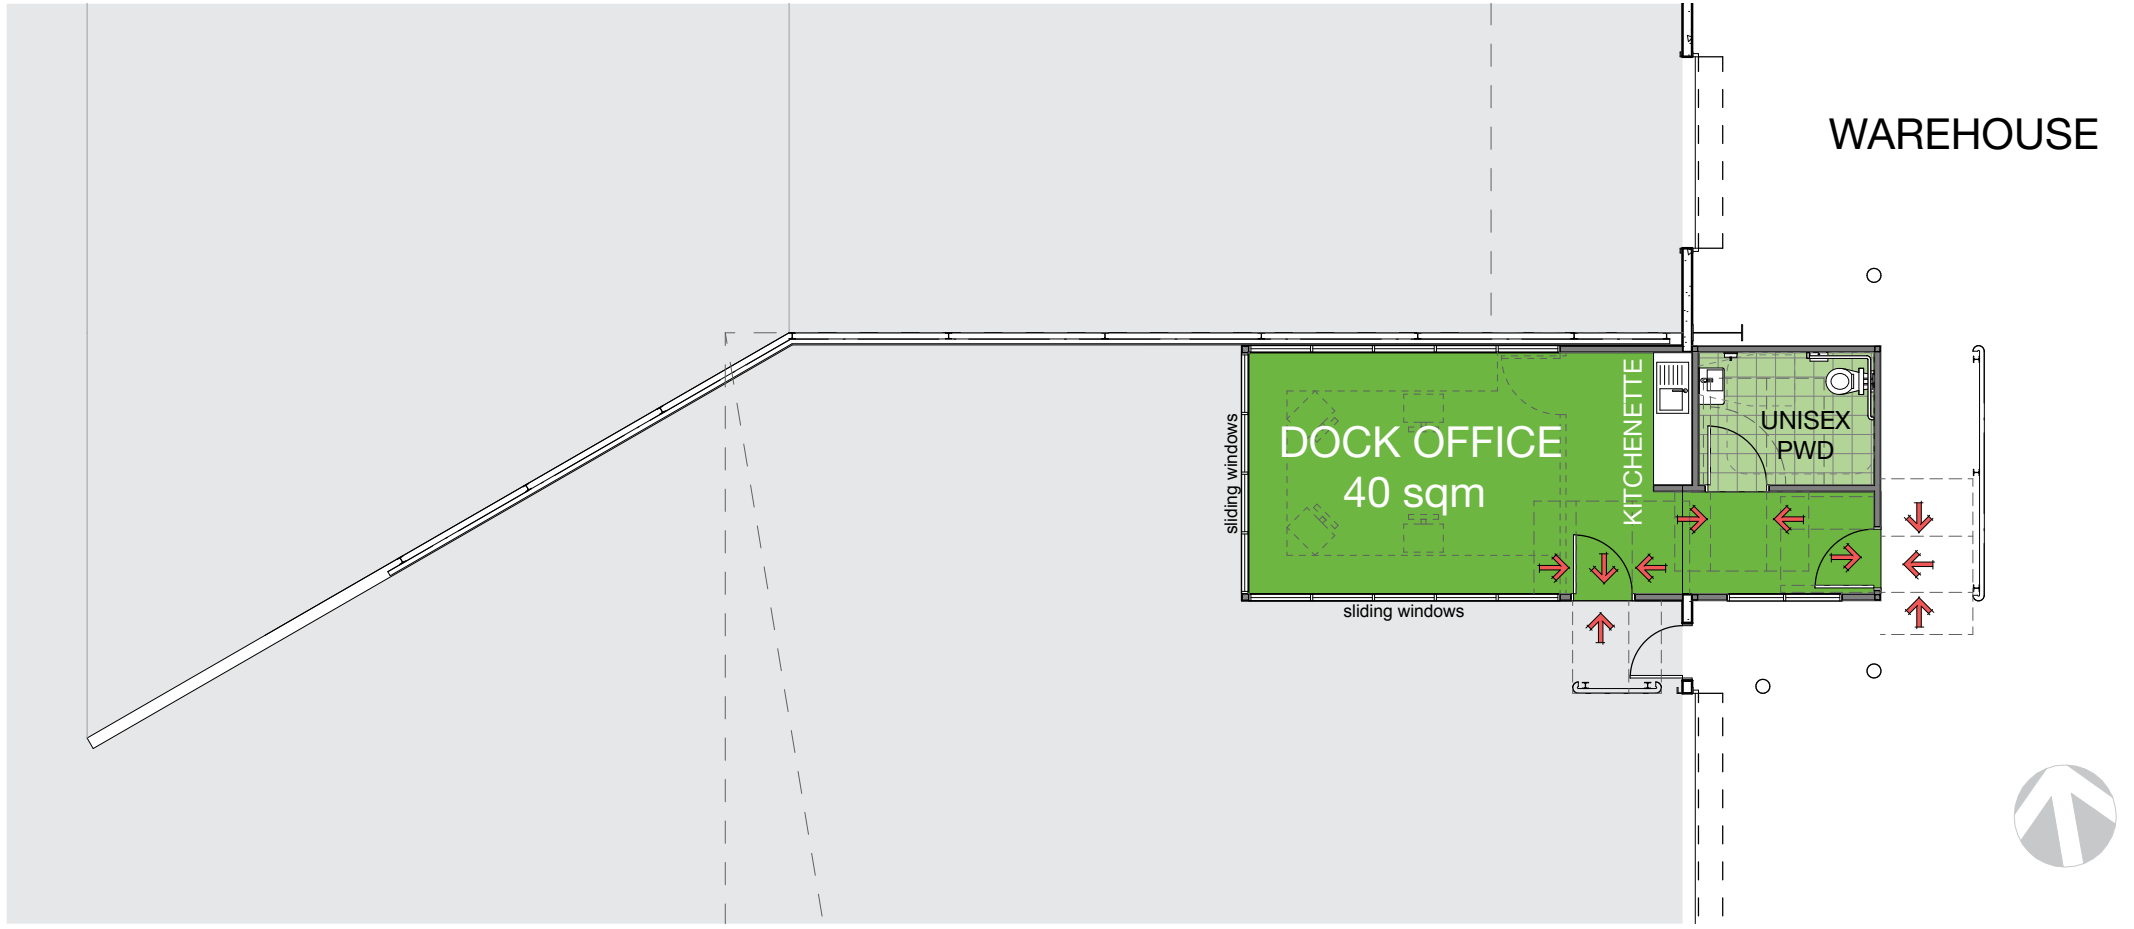 WAREHOUSE
DOCK OFFICE
40 sqm
KITCHENETTE
UNISEX
PWD
sliding windows
sliding windows